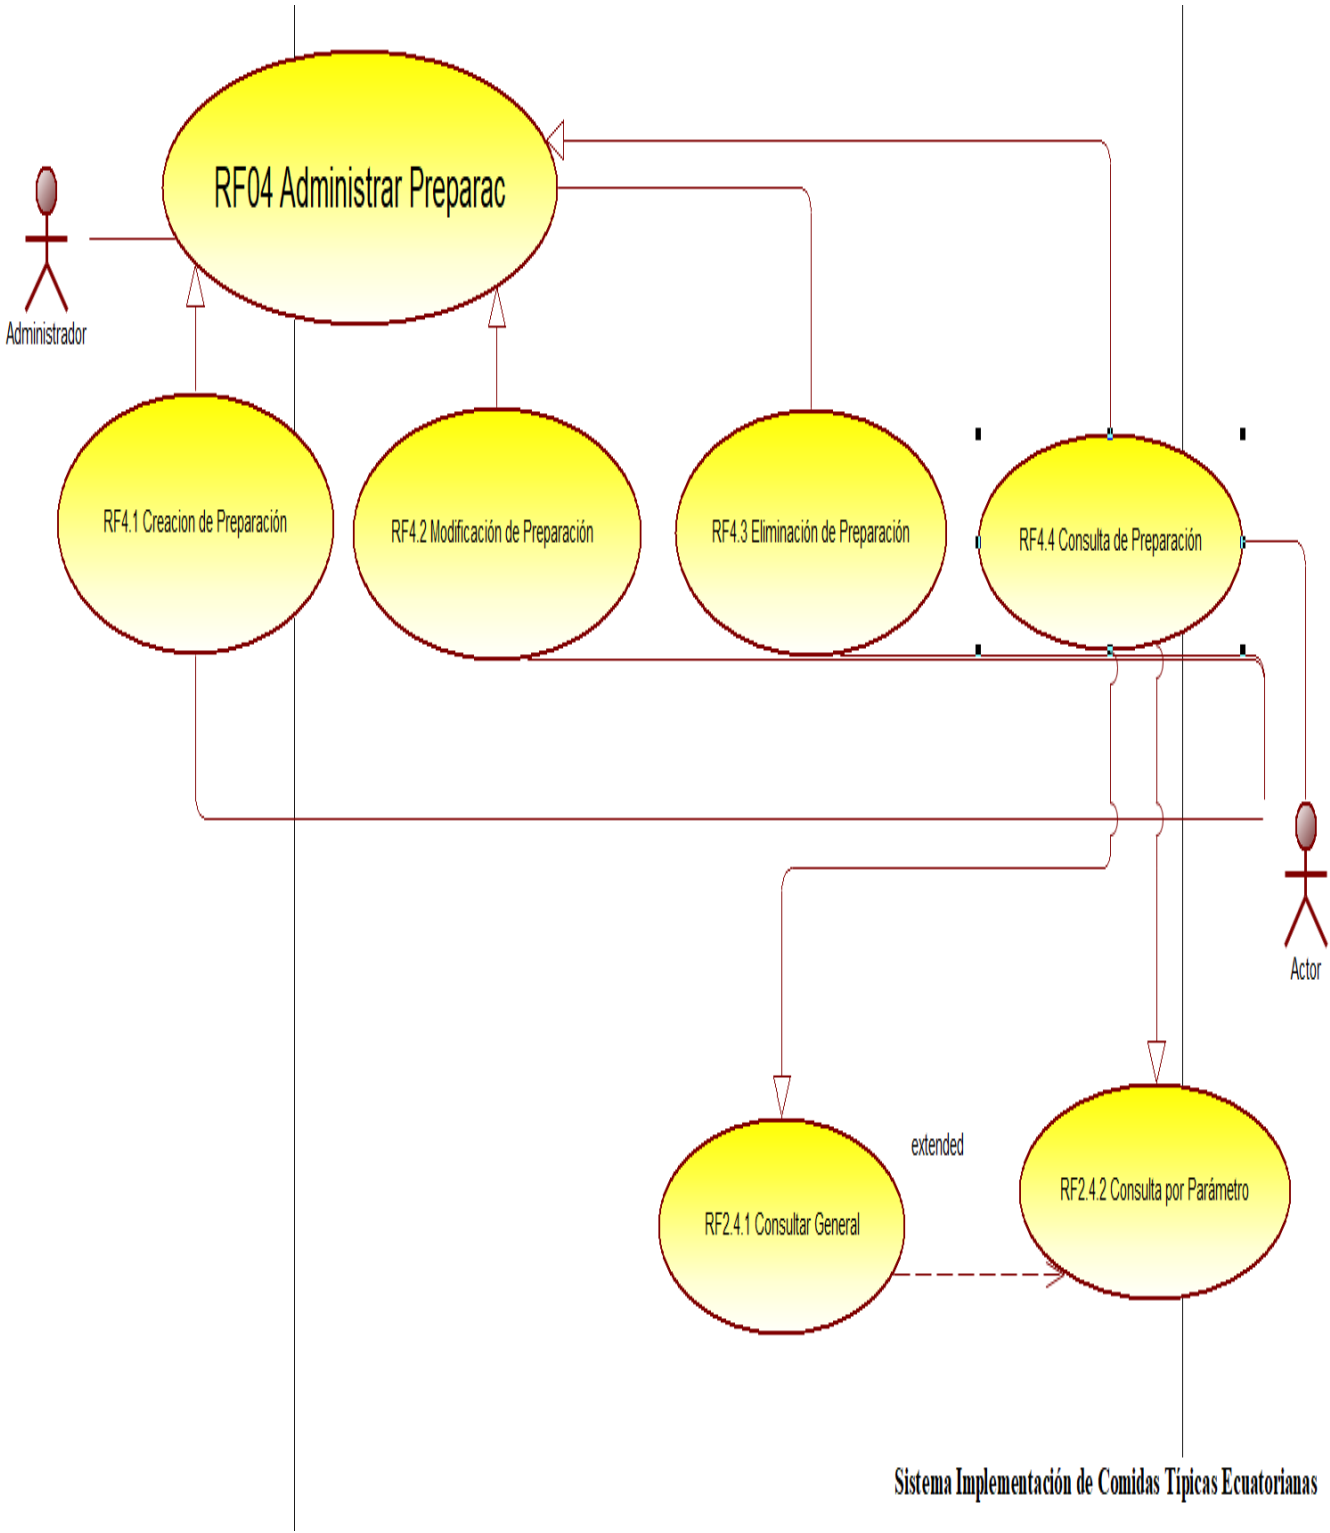 RF04 Administrar Preparac
Administrador
RF4.1 Creacion de Preparación
RF4.2 Modificación de Preparación
RF4.3 Eliminación de Preparación
RF4.4 Consulta de Preparación
Actor
extended
RF2.4.1 Consultar General
RF2.4.2 Consulta por Parámetro
Sistema Implementación de Comidas Típicas Ecuatorianas